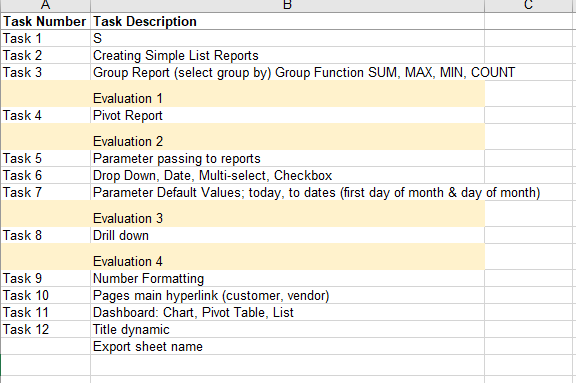 A B C
Task Number Task Description
Task 1 S
Task 2 Creating Simple List Reports
Task 3 Group Report (select group by) Group Function SUM, MAX, MIN, COUNT
Evaluation 1
Task 4 Pivot Report
Evaluation 2
Task 5 Parameter passing to reports
Task 6 Drop Down, Date, Multi-select, Checkbox
Task 7 Parameter Default Values; today, to dates (first day of month & day of month)
Evaluation 3
Task 8 Drill down
Evaluation 4
Task 9 Number Formatting
Task 10 Pages main hyperlink (customer, vendor)
Task 11 Dashboard: Chart, Pivot Table, List
Task 12 Title dynamic
Export sheet name